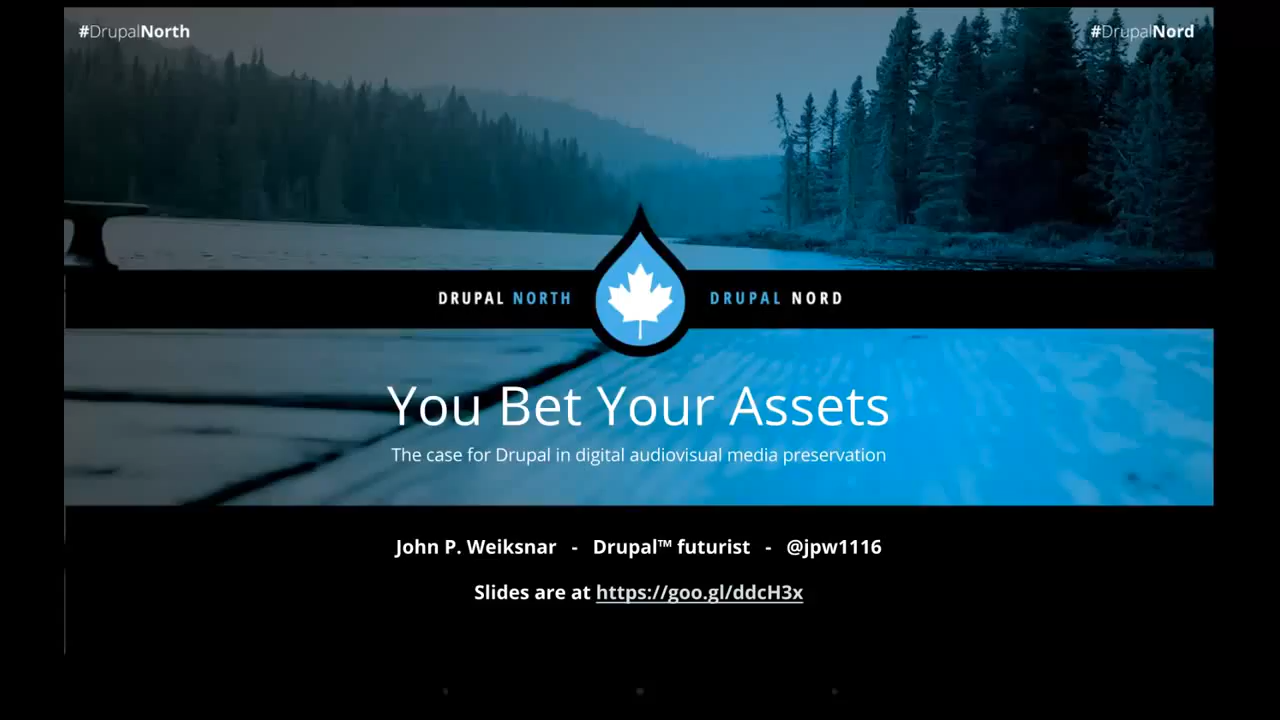 #DrupalNorth
#DrupalNord
DRUPAL NORTH
DRUPAL NORD
You Bet Your Assets
The case for Drupal in digital audiovisual media preservation
John P. Weiksnar - Drupal™ futurist - @jpw1116
Slides are at https://goo.gl/ddcH3x